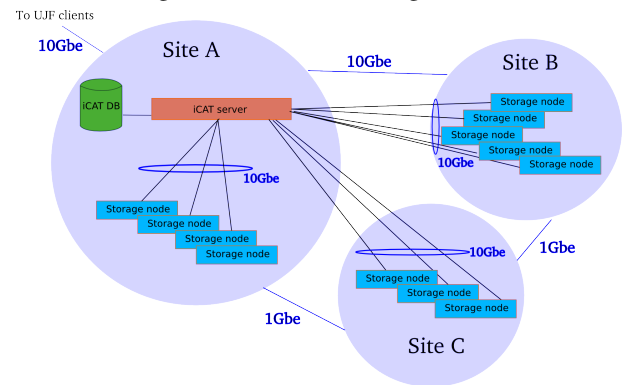 To UJF clients
10Gbe
Site A
10Gbe
Site B
iCAT DB
iCAT server
Storage node
Storage node
Storage node
Storage node
Storage node
10Gbe
10Gbe
Storage node
Storage node
Storage node
Storage node
10Gbe
1Gbe
Storage node
Storage node
Storage node
1Gbe
Site C